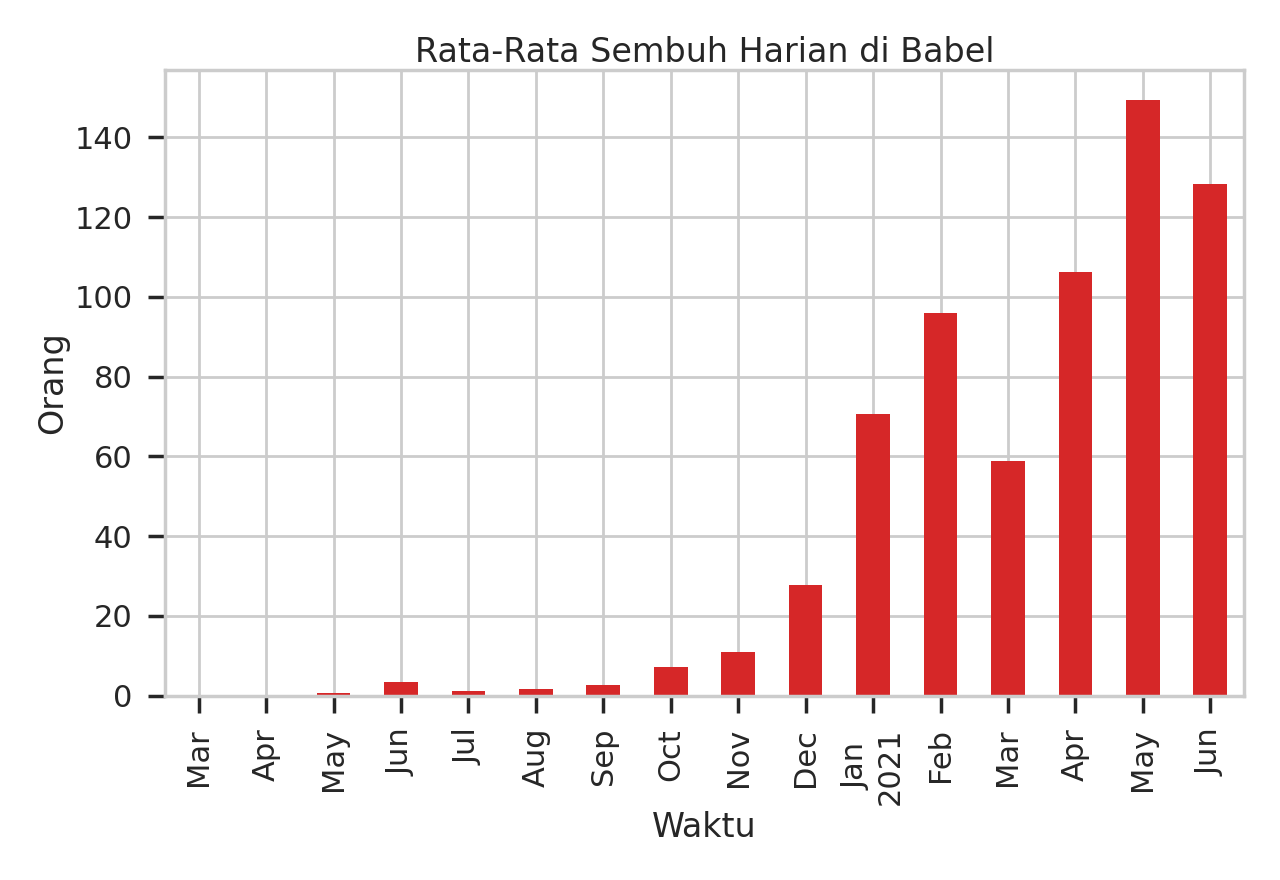 Rata-Rata Sembuh Harian di Babel
140
120
100
80
60
40
20
0
Orang
Mar
Apr
May
Jun
Jul
Aug
Sep
Oct
Nov
Dec
Jan
2021
Feb
Mar
Apr
May
Jun
Waktu